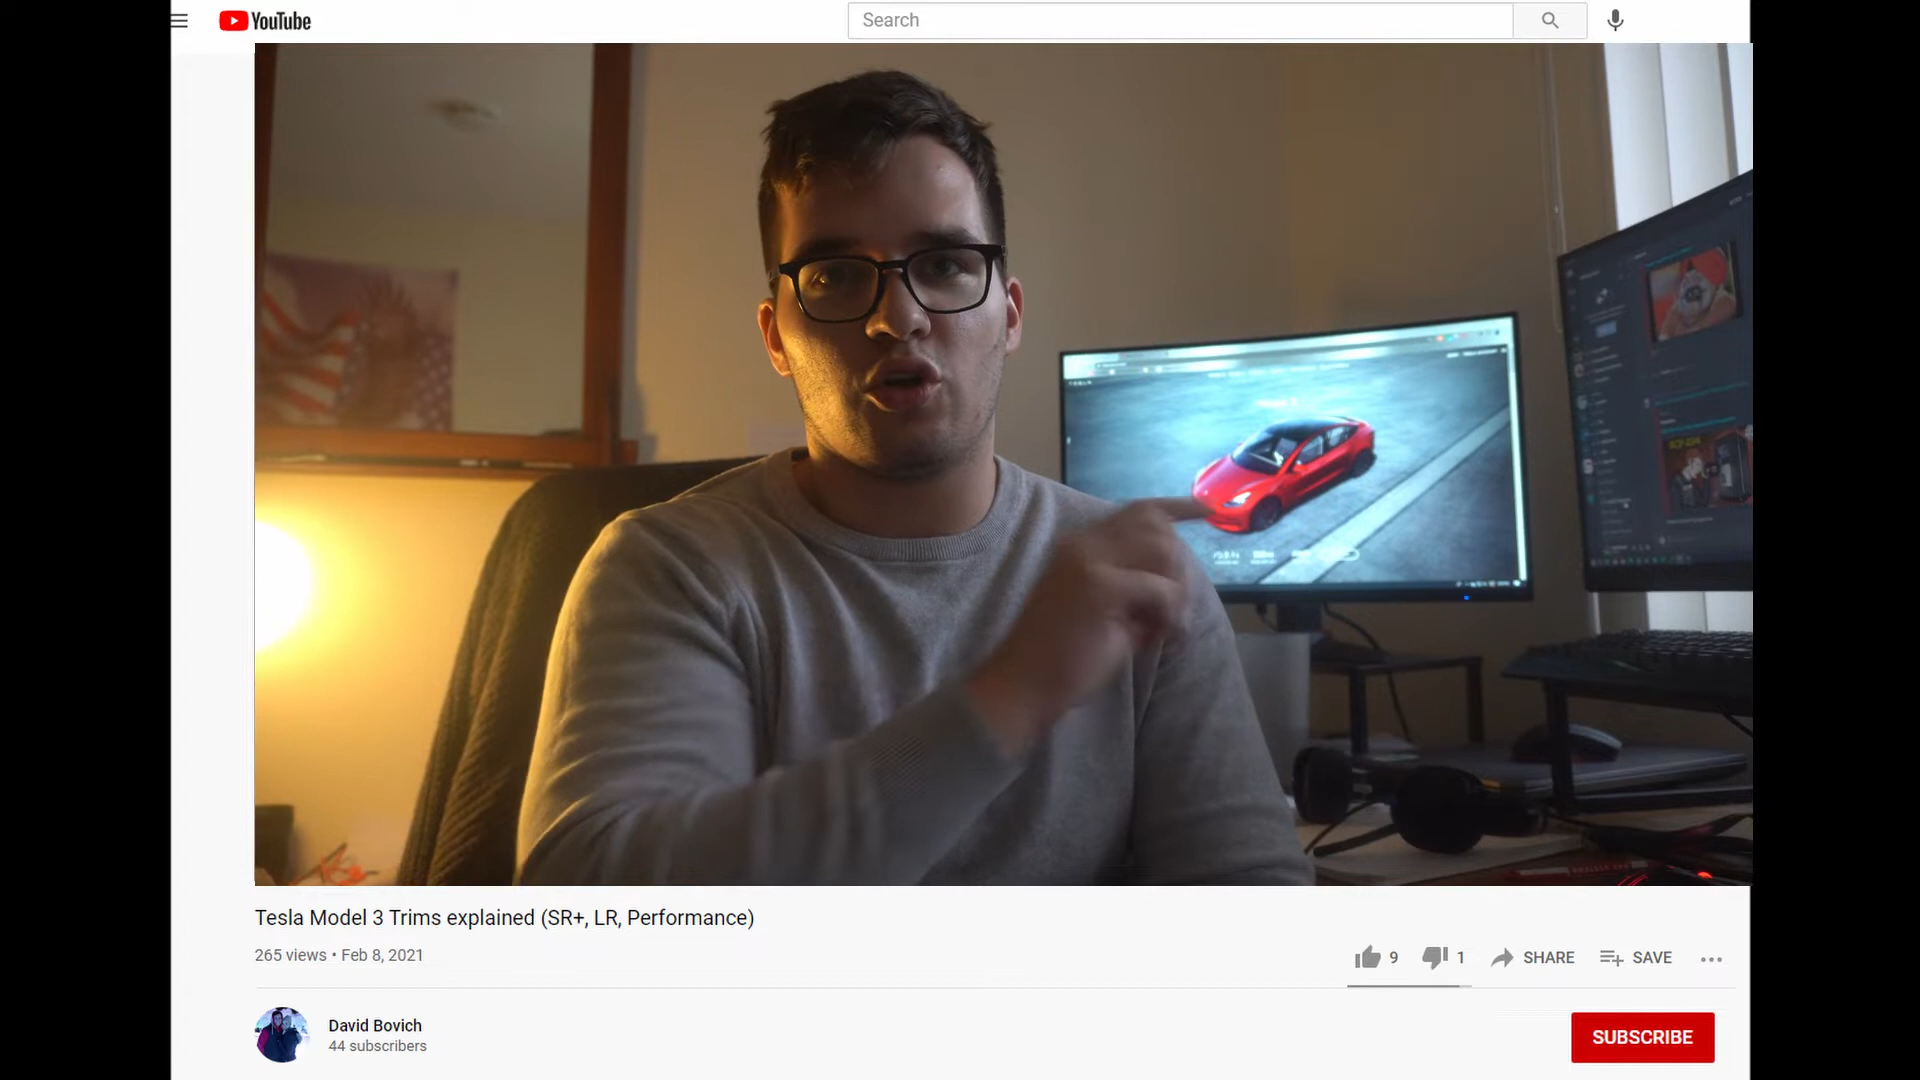 YouTube
Search
Tesla Model 3 Trims explained (SR+, LR, Performance)
265 views • Feb 8, 2021
9
1
SHARE
SAVE
David Bovich
44 subscribers
SUBSCRIBE